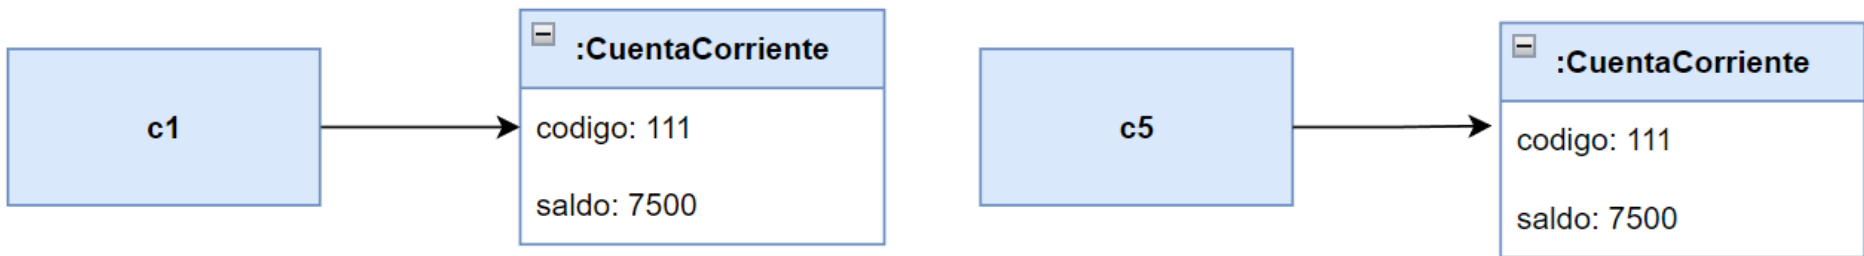 c1
:CuentaCorriente
codigo: 111
saldo: 7500
c5
:CuentaCorriente
codigo: 111
saldo: 7500